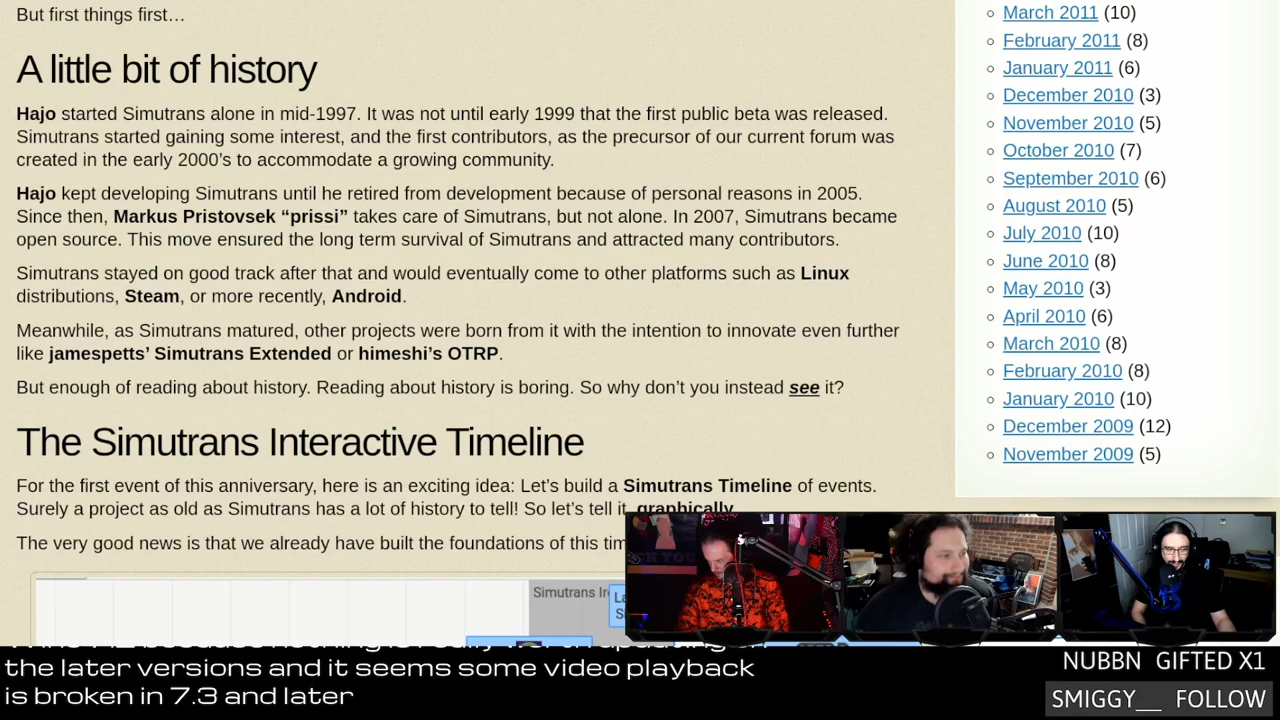 But first things first…
A little bit of history
Hajo started Simutrans alone in mid-1997. It was not until early 1999 that the first public beta was released.
Simutrans started gaining some interest, and the first contributors, as the precursor of our current forum was
created in the early 2000’s to accommodate a growing community.
Hajo kept developing Simutrans until he retired from development because of personal reasons in 2005.
Since then, Markus Pristovsek “prissi” takes care of Simutrans, but not alone. In 2007, Simutrans became
open source. This move ensured the long term survival of Simutrans and attracted many contributors.
Simutrans stayed on good track after that and would eventually come to other platforms such as Linux
distributions, Steam, or more recently, Android.
Meanwhile, as Simutrans matured, other projects were born from it with the intention to innovate even further
like jamespetts’ Simutrans Extended or himeshi’s OTRP.
But enough of reading about history. Reading about history is boring. So why don’t you instead see it?
The Simutrans Interactive Timeline
For the first event of this anniversary, here is an exciting idea: Let’s build a Simutrans Timeline of events.
Surely a project as old as Simutrans has a lot of history to tell! So let’s tell it, graphically
The very good news is that we already have built the foundations of this tim
Simutrans
March 2011 (10)
February 2011 (8)
January 2011 (6)
December 2010 (3)
November 2010 (5)
October 2010 (7)
September 2010 (6)
August 2010 (5)
July 2010 (10)
June 2010 (8)
May 2010 (3)
April 2010 (6)
March 2010 (8)
February 2010 (8)
January 2010 (10)
December 2009 (12)
November 2009 (5)
the later versions and it seems some video playback
is broken in 7.3 and later
NUBBN GIFTED X1
SMIGGY__ FOLLOW